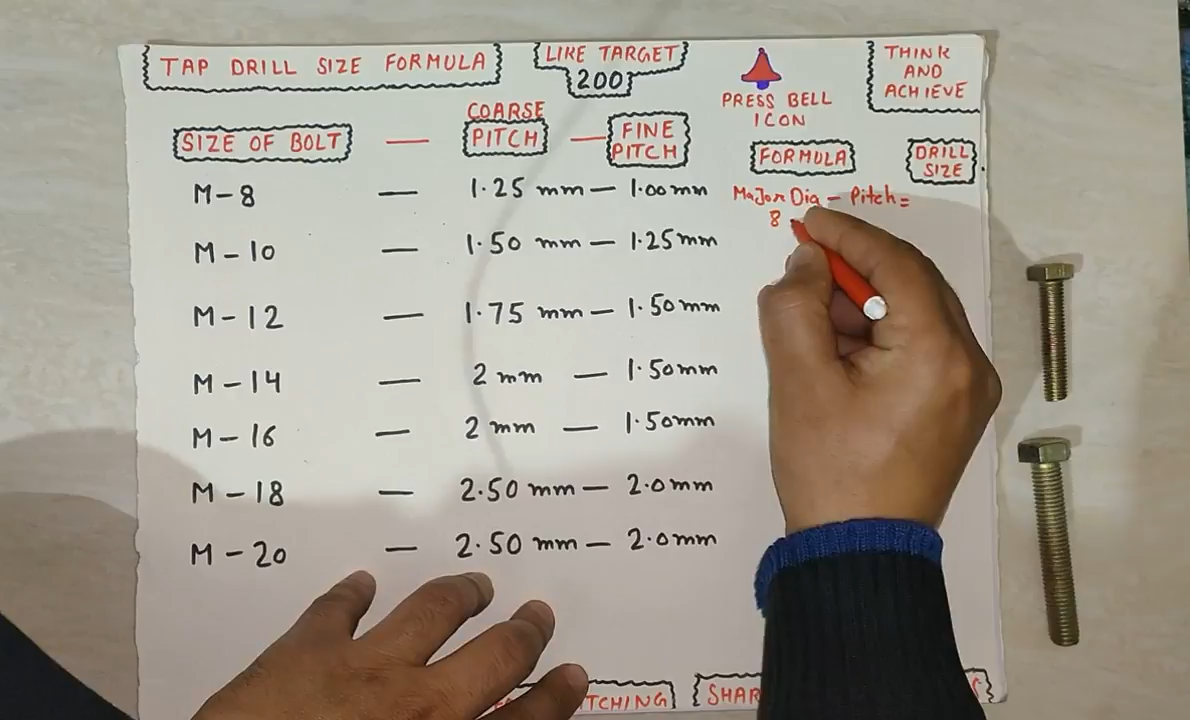 TAP DRILL SIZE FORMULA
LIKE TARGET
200
PRESS BELL
ICON
THINK
AND
ACHIEVE
SIZE OF BOLT — COARSE PITCH — FINE PITCH
FORMULA
DRILL
SIZE
M-8 — 1.25 mm — 1.00mm
Major Dia - Pitch =
8
M-10 — 1.50 mm — 1.25mm
M-12 — 1.75 mm — 1.50mm
M-14 — 2 mm — 1.50mm
M-16 — 2 mm — 1.50mm
M-18 — 2.50 mm — 2.0mm
M-20 — 2.50 mm — 2.0mm